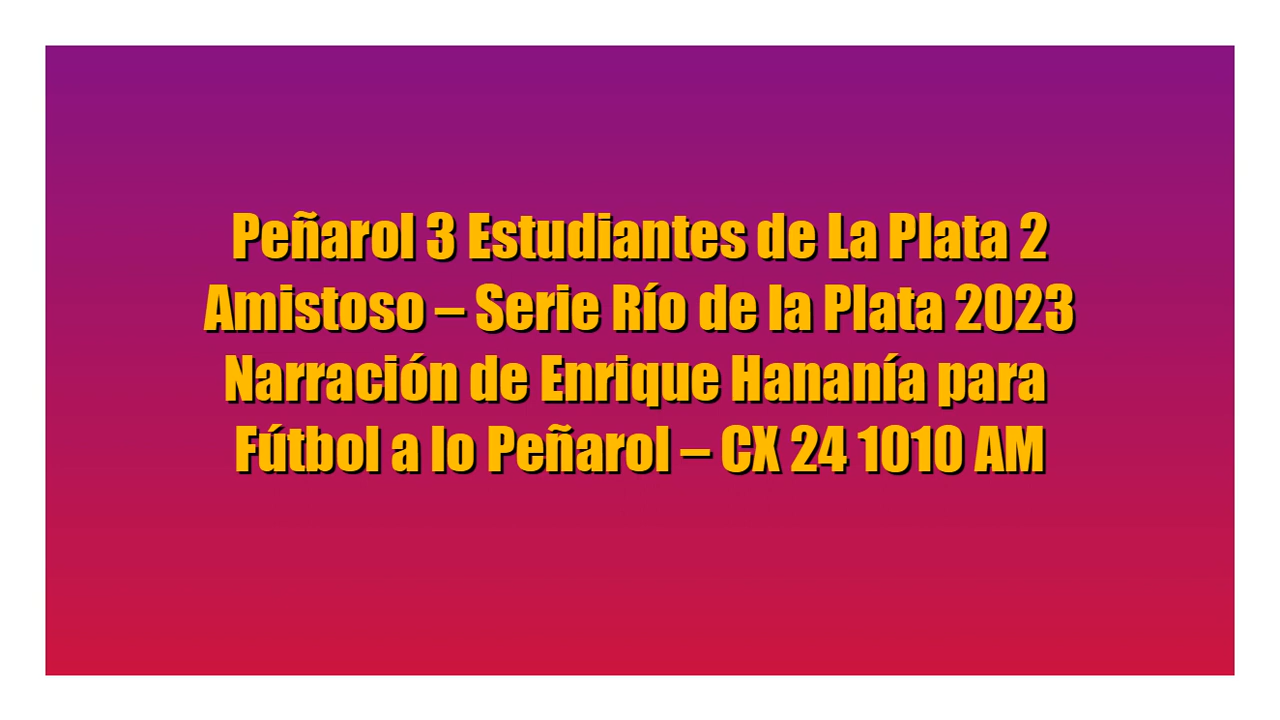 Peñarol 3 Estudiantes de La Plata 2
Amistoso – Serie Río de la Plata 2023
Narración de Enrique Hananía para
Fútbol a lo Peñarol – CX 24 1010 AM